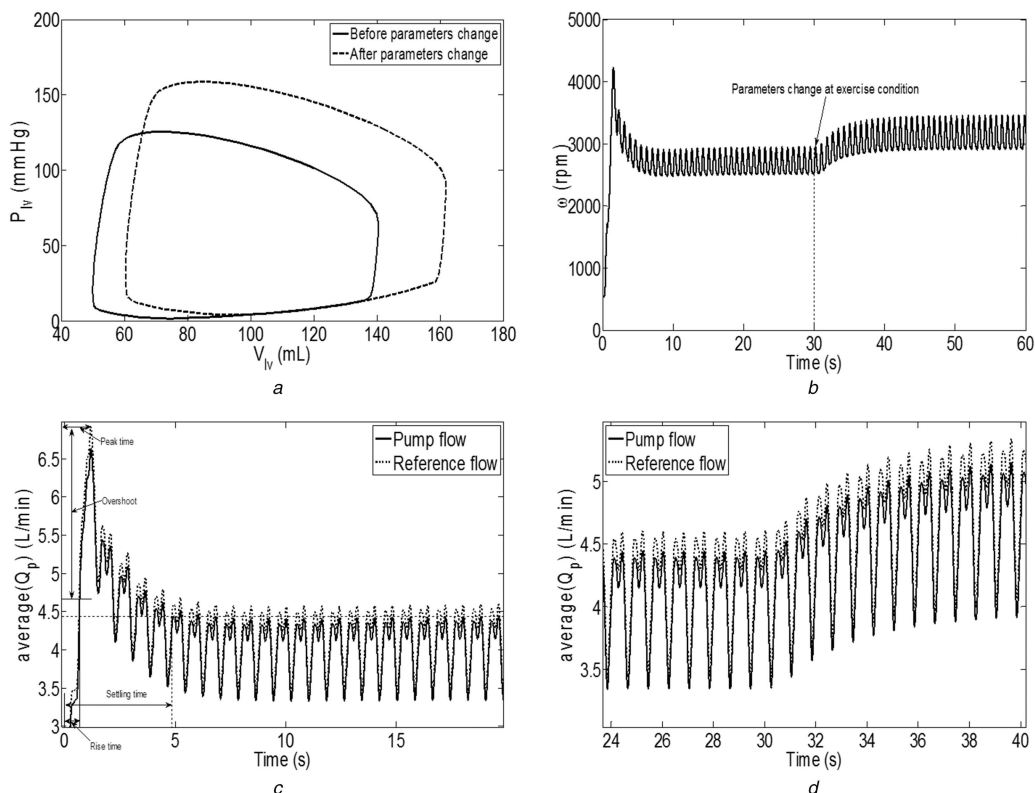 200
150
100
50
0
P_lv (mmHg)
Before parameters change
After parameters change
40 60 80 100 120 140 160 180
V_lv (mL)
a
5000
4000
3000
2000
1000
0
ω (rpm)
Parameters change at exercise condition
0 10 20 30 40 50 60
Time (s)
b
6.5
6
5.5
5
4.5
4
3.5
3
average(Q_p) (L/min)
Pump flow
Reference flow
Peak time
Overshoot
Settling time
Rise time
0 5 10 15
Time (s)
c
5
4.5
4
3.5
average(Q_p) (L/min)
Pump flow
Reference flow
24 26 28 30 32 34 36 38 40
Time (s)
d